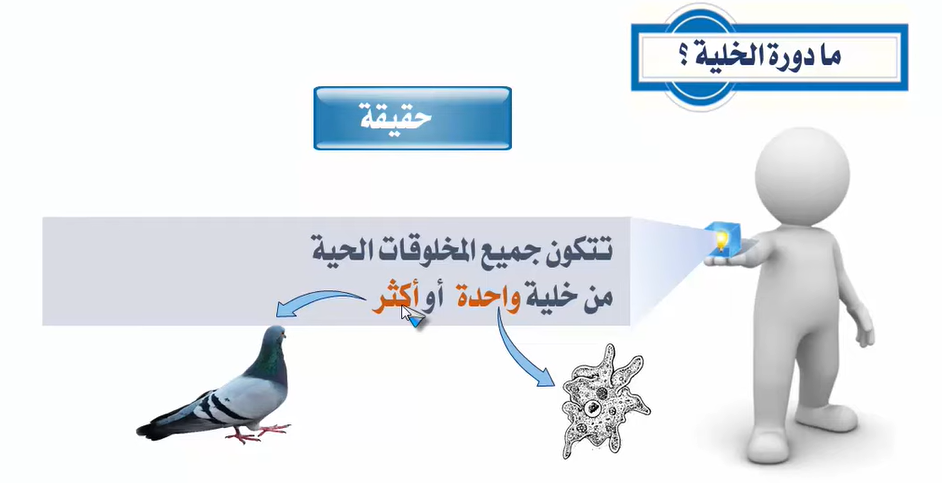 ما دورة الخلية ؟
حقيقة
تتكون جميع المخلوقات الحية
من خلية واحدة أو أكثر